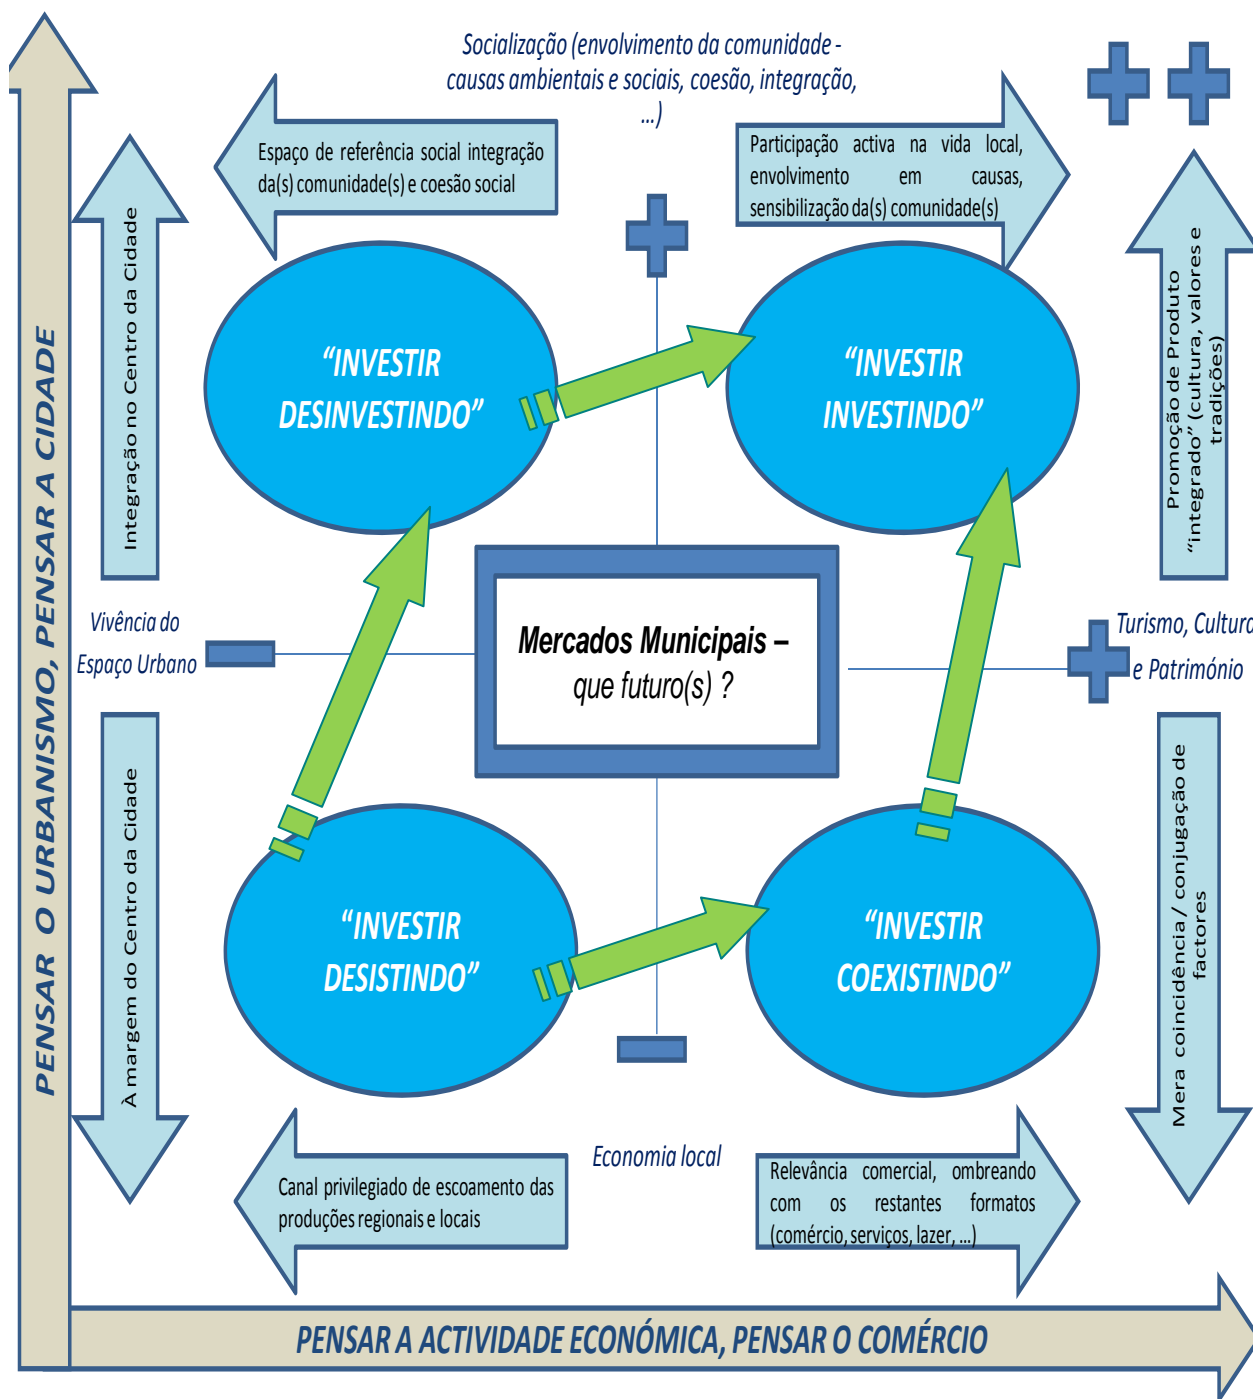 Socialização (envolvimento da comunidade -
causas ambientais e sociais, coesão, integração,
...)
Espaço de referência social integração
da(s) comunidade(s) e coesão social
Participação activa na vida local,
envolvimento em causas,
sensibilização da(s) comunidade(s)
PENSAR O URBANISMO, PENSAR A CIDADE
Integração no Centro da Cidade
“INVESTIR
DESINVESTINDO”
“INVESTIR
INVESTINDO”
Promoção de Produto
“integrado” (cultura, valores e
tradições)
Vivência do
Espaço Urbano
Mercados Municipais –
que futuro(s) ?
Turismo, Cultura
e Património
À margem do Centro da Cidade
“INVESTIR
DESISTINDO”
“INVESTIR
COEXISTINDO”
Mera coincidência / conjugação de
factores
Canal privilegiado de escoamento das
produções regionais e locais
Economia local
Relevância comercial, ombreando
com os restantes formatos
(comércio, serviços, lazer, ...)
PENSAR A ACTIVIDADE ECONÓMICA, PENSAR O COMÉRCIO